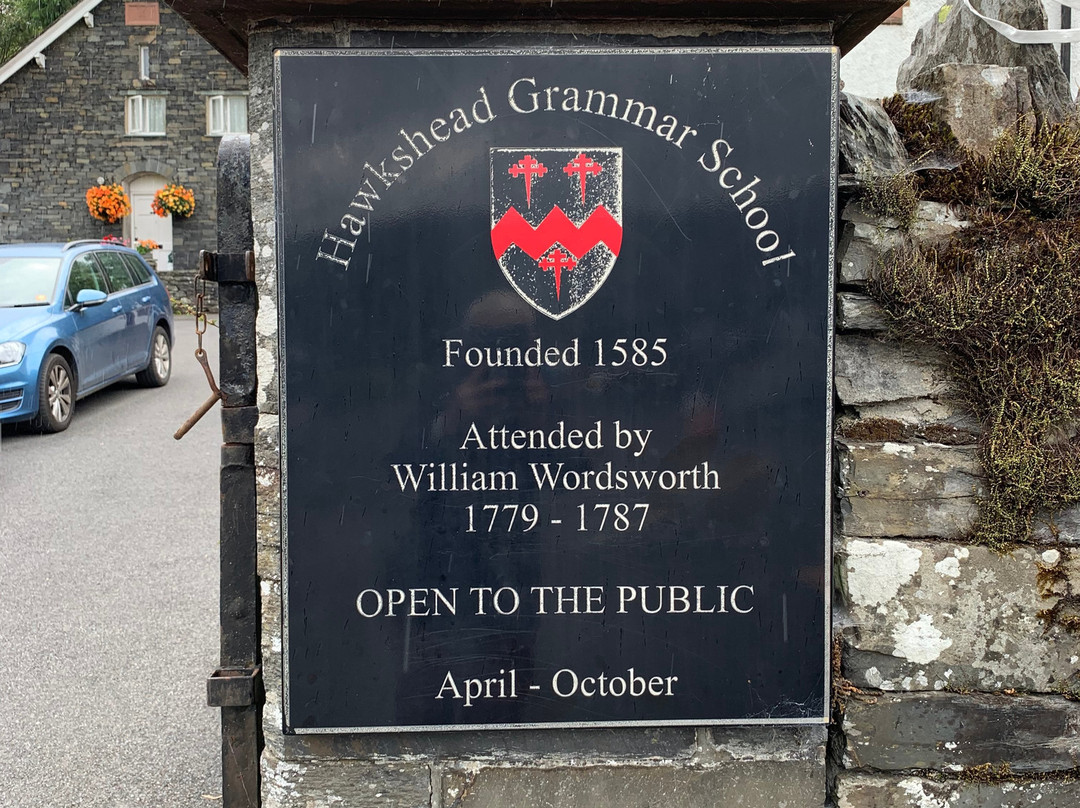 Hawkshead Grammar School
Founded 1585
Attended by
William Wordsworth
1779 - 1787
OPEN TO THE PUBLIC
April - October